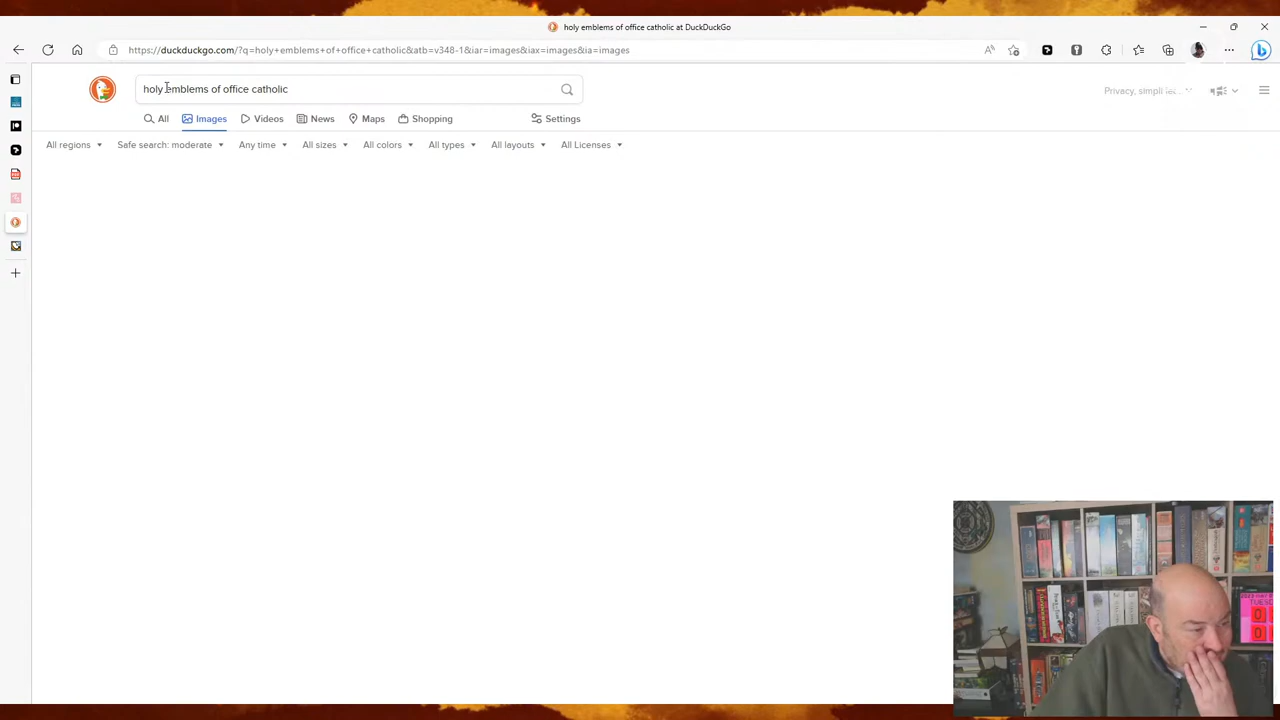 holy emblems of office catholic at DuckDuckGo
https://duckduckgo.com/?q=holy+emblems+of+office+catholic&atb=v348-1&iar=images&iax=images&ia=images
holy emblems of office catholic
Privacy, simpli
All Images Videos News Maps Shopping Settings
All regions Safe search: moderate Any time All sizes All colors All types All layouts All Licenses